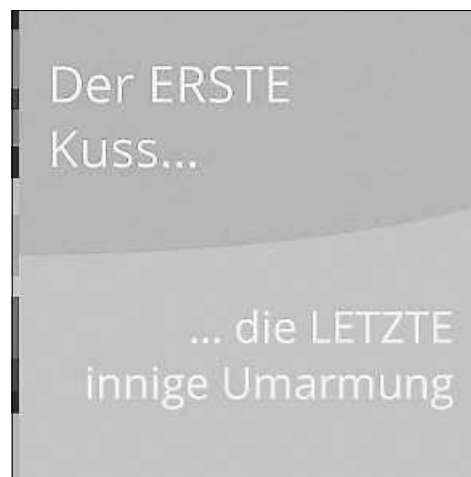 Der ERSTE
Kuss...
... die LETZTE
innige Umarmung